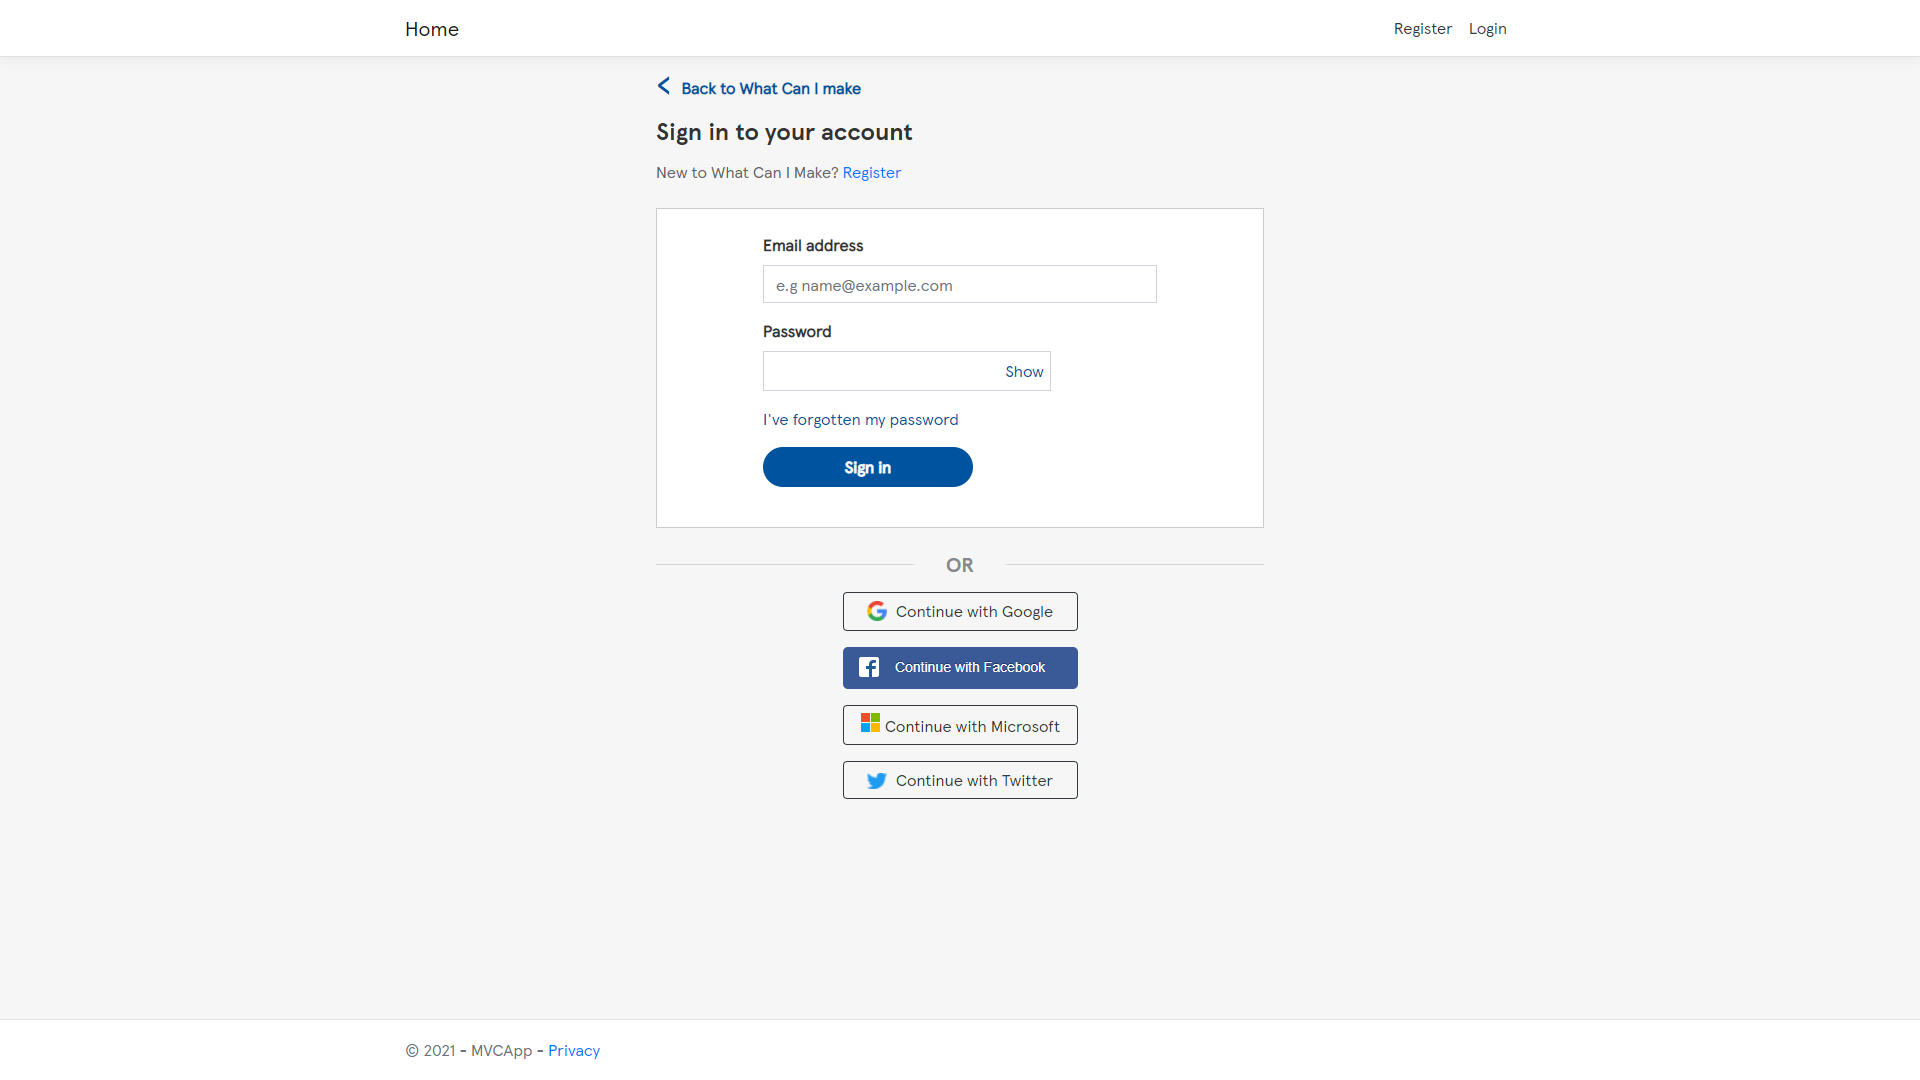 Home
Register
Login
Back to What Can I make
Sign in to your account
New to What Can I Make? Register
Email address
e.g name@example.com
Password
Show
I've forgotten my password
Sign in
OR
Continue with Google
Continue with Facebook
Continue with Microsoft
Continue with Twitter
© 2021 - MVCApp - Privacy